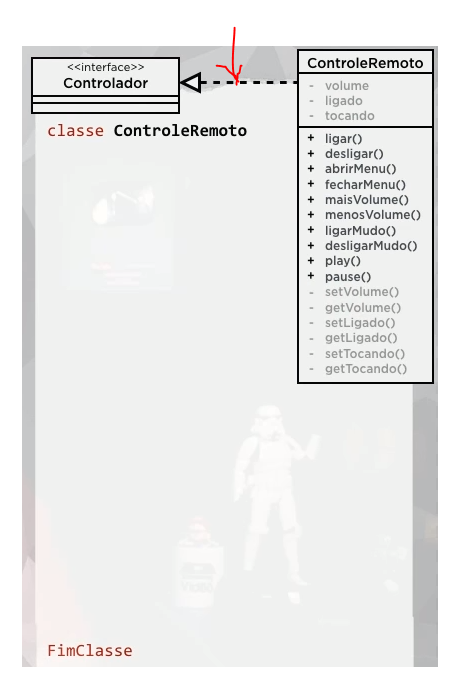 <<interface>>
Controlador
classe ControleRemoto
ControleRemoto
- volume
- ligado
- tocando
+ ligar()
+ desligar()
+ abrirMenu()
+ fecharMenu()
+ maisVolume()
+ menosVolume()
+ ligarMudo()
+ desligarMudo()
+ play()
+ pause()
- setVolume()
- getVolume()
- setLigado()
- getLigado()
- setTocando()
- getTocando()
FimClasse